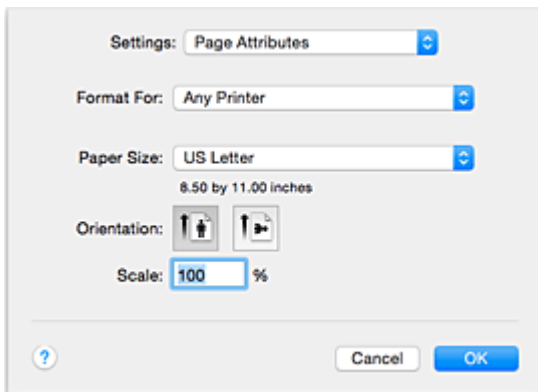 Settings: Page Attributes
Format For: Any Printer
Paper Size: US Letter
8.50 by 11.00 inches
Orientation:
Scale: 100 %
? Cancel OK